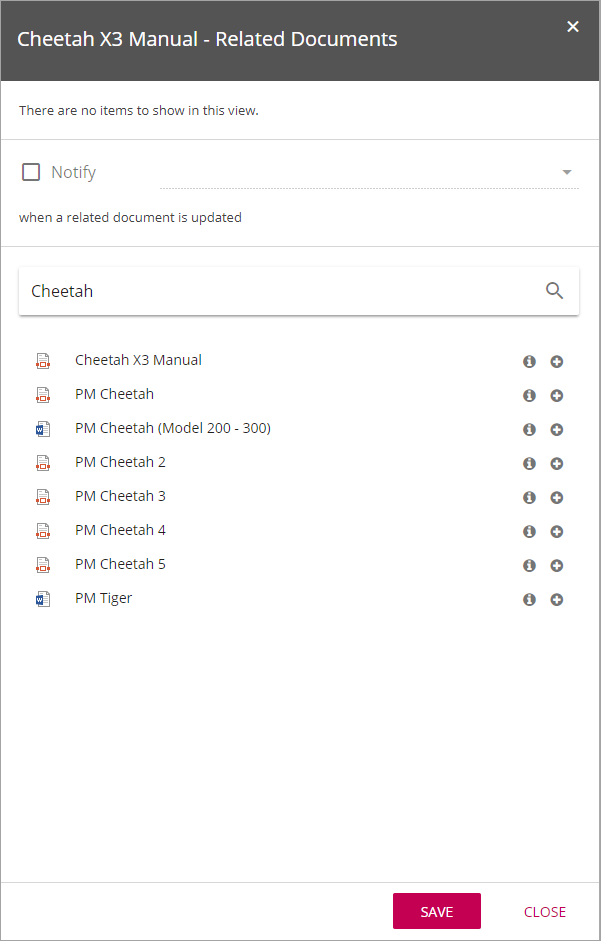 Cheetah X3 Manual - Related Documents
There are no items to show in this view.
Notify
when a related document is updated
Cheetah
Cheetah X3 Manual
PM Cheetah
PM Cheetah (Model 200 - 300)
PM Cheetah 2
PM Cheetah 3
PM Cheetah 4
PM Cheetah 5
PM Tiger
SAVE CLOSE